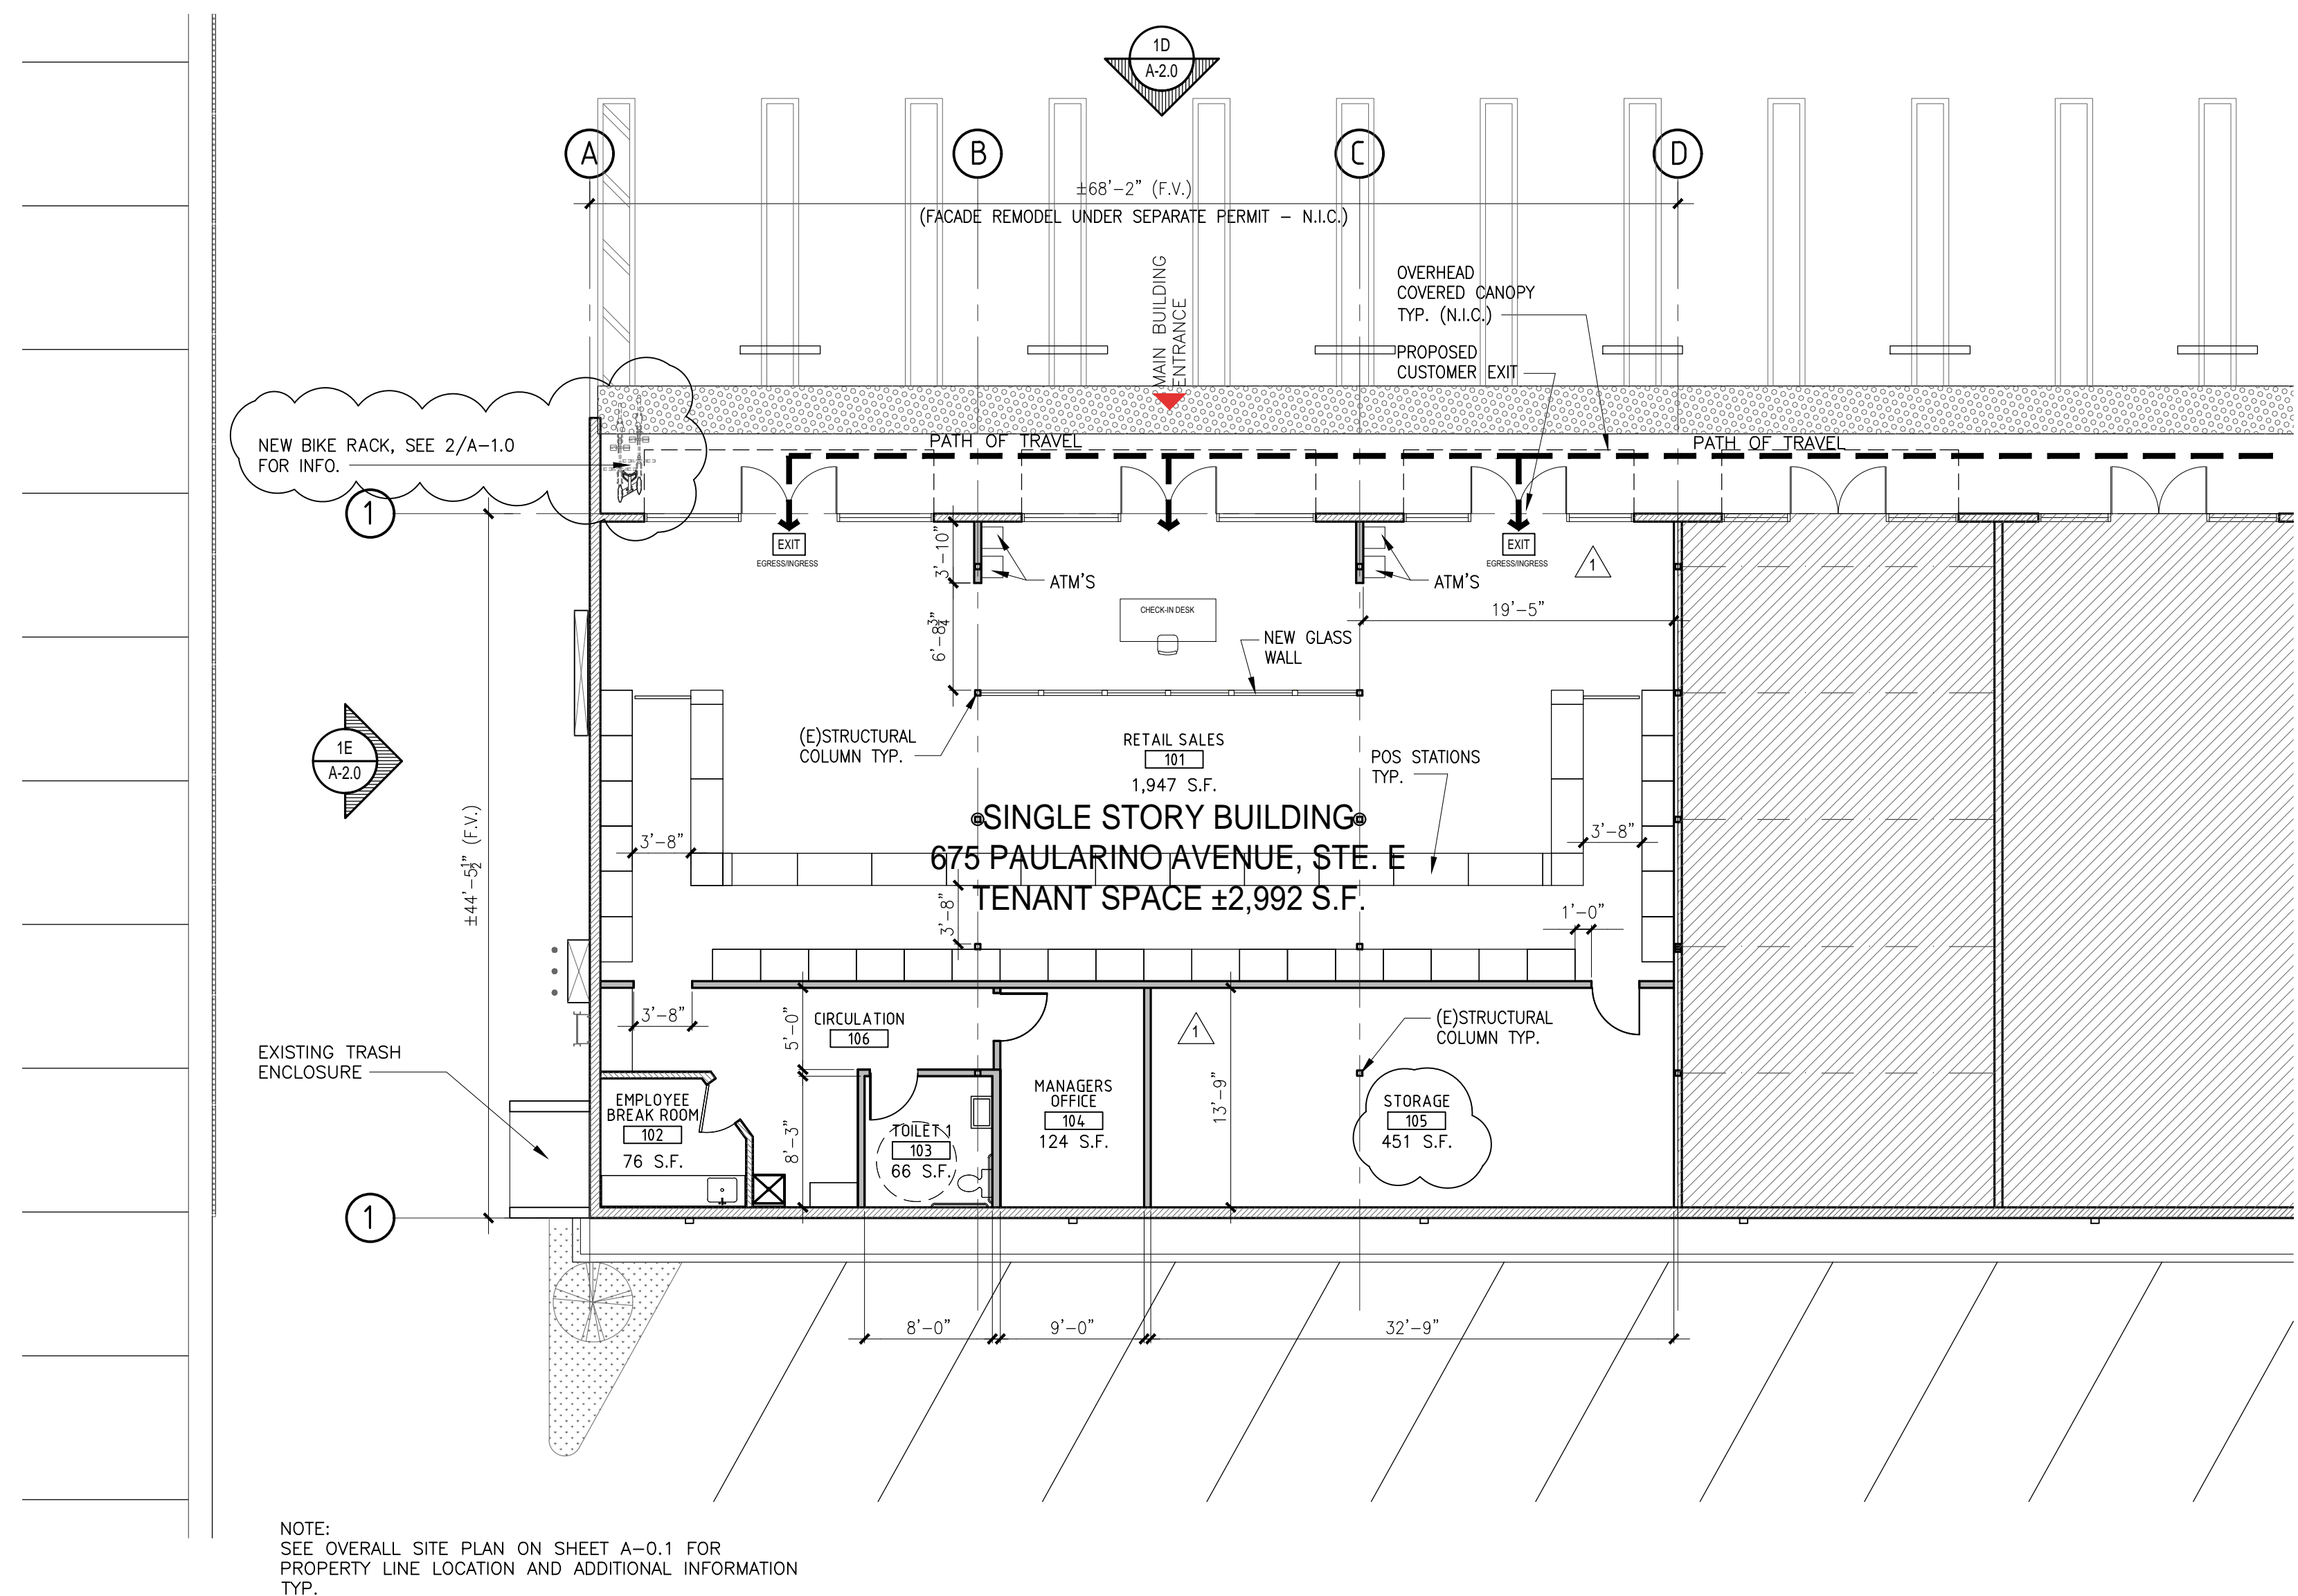 1D
A-2.0
A
B
C
D
±68'-2" (F.V.)
(FACADE REMODEL UNDER SEPARATE PERMIT - N.I.C.)
MAIN BUILDING
ENTRANCE
OVERHEAD
COVERED CANOPY
TYP. (N.I.C.)
PROPOSED
CUSTOMER EXIT
NEW BIKE RACK, SEE 2/A-1.0
FOR INFO.
PATH OF TRAVEL
PATH OF TRAVEL
1
EXIT
EGRESS/INGRESS
EXIT
EGRESS/INGRESS
1
3'-10"
ATM'S
ATM'S
CHECK-IN DESK
19'-5"
6'-8 3/4"
NEW GLASS
WALL
(E)STRUCTURAL
COLUMN TYP.
RETAIL SALES
101
1,947 S.F.
POS STATIONS
TYP.
1E
A-2.0
±44'-5 1/2" (F.V.)
SINGLE STORY BUILDING
675 PAULARINO AVENUE, STE. E
TENANT SPACE ±2,992 S.F.
3'-8"
3'-8"
3'-8"
1'-0"
3'-8"
5'-0"
CIRCULATION
106
1
(E)STRUCTURAL
COLUMN TYP.
EXISTING TRASH
ENCLOSURE
EMPLOYEE
BREAK ROOM
102
76 S.F.
8'-3"
TOILET 1
103
66 S.F.
MANAGERS
OFFICE
104
124 S.F.
13'-9"
STORAGE
105
451 S.F.
1
8'-0"
9'-0"
32'-9"
NOTE:
SEE OVERALL SITE PLAN ON SHEET A-0.1 FOR
PROPERTY LINE LOCATION AND ADDITIONAL INFORMATION
TYP.